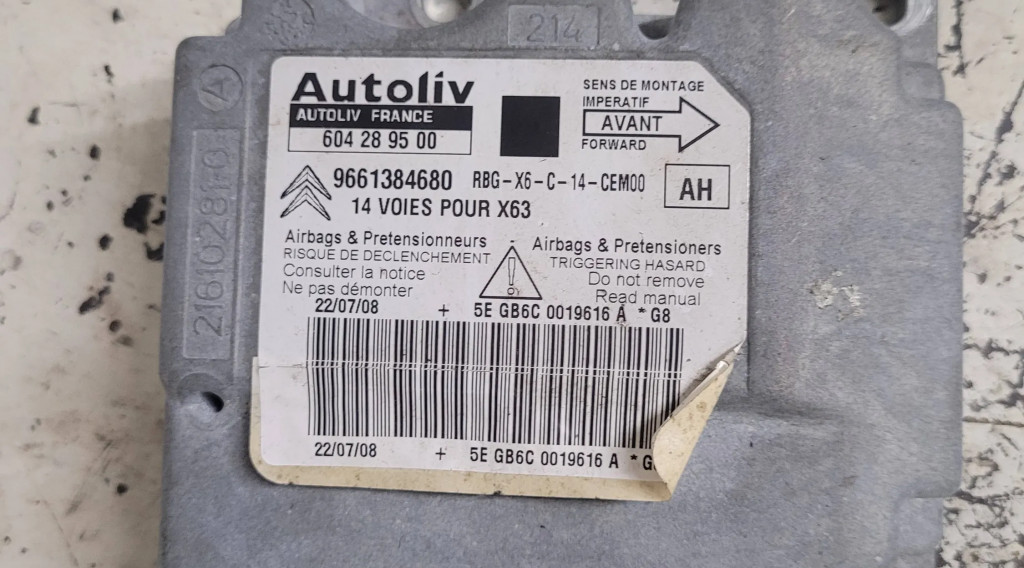 214
A
21610281-0
Autoliv
AUTOLIV FRANCE
604 28 95 00
SENS DE MONTAGE
IMPERATIF
AVANT
FORWARD
9661384680 RBG-X6-C-14-CEM00
AH
14 VOIES POUR X63
Airbags & Pretensionneurs
RISQUE DE DECLENCHEMENT
Consulter la notice
Ne pas démonter
Airbags & Pretensioners
TRIGGERING HASARD
Do not remove
Read manual
22/07/08 + 5E GB6C 0019616 A *G8
22/07/08 + 5E GB6C 0019616 A *G